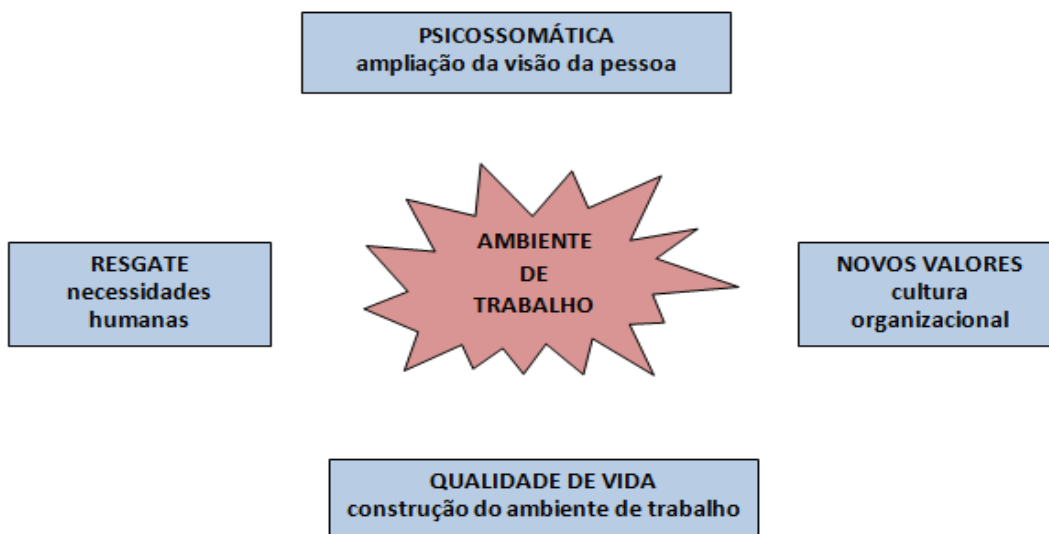 PSICOSSOMÁTICA
ampliação da visão da pessoa
RESGATE
necessidades
humanas
AMBIENTE
DE
TRABALHO
NOVOS VALORES
cultura
organizacional
QUALIDADE DE VIDA
construção do ambiente de trabalho